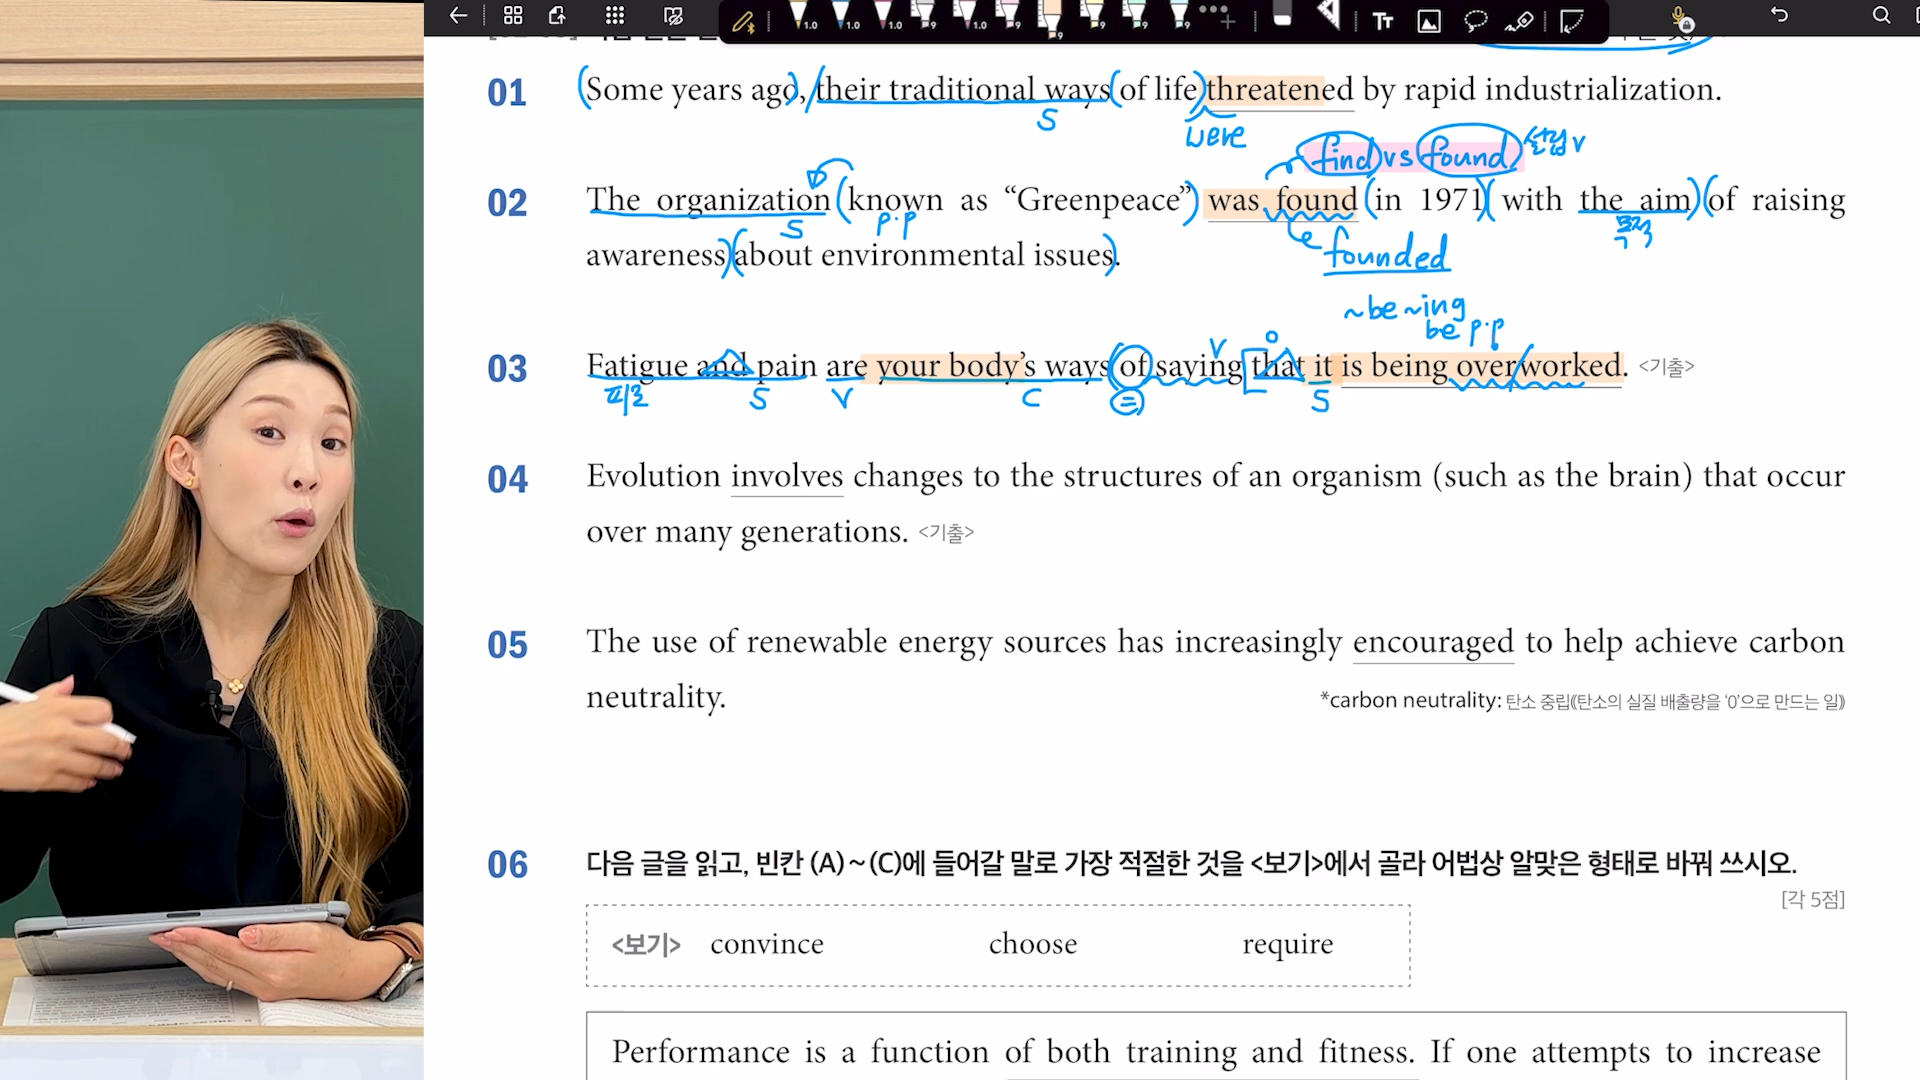 01 (Some years ago), / their traditional ways (of life) threatened by rapid industrialization.
S
were
find vs found 설립 V
02 The organization (known as “Greenpeace”) was found (in 1971) (with the aim) (of raising
S
p.p
목적
awareness) (about environmental issues).
founded
~be ~ing
be p.p
03 Fatigue and pain are your body’s ways of saying that it is being over/worked. <기출>
피로
S
V
C
=
V
O
S
04 Evolution involves changes to the structures of an organism (such as the brain) that occur
over many generations. <기출>
05 The use of renewable energy sources has increasingly encouraged to help achieve carbon
neutrality.
*carbon neutrality: 탄소 중립((탄소의 실질 배출량을 ‘0’으로 만드는 일))
06 다음 글을 읽고, 빈칸 (A)~(C)에 들어갈 말로 가장 적절한 것을 <보기>에서 골라 어법상 알맞은 형태로 바꿔 쓰시오.
[각 5점]
<보기> convince choose require
Performance is a function of both training and fitness. If one attempts to increase